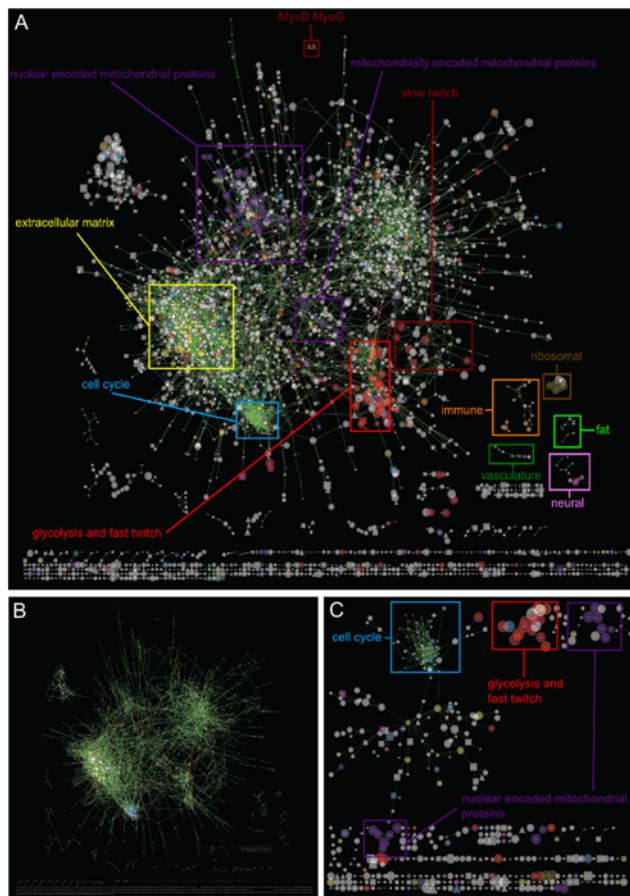 A
MyoD MyoG
nuclear encoded mitochondrial proteins
mitochondrially encoded mitochondrial proteins
slow twitch
extracellular matrix
cell cycle
ribosomal
immune
fat
vasculature
neural
glycolysis and fast twitch
B
C
cell cycle
glycolysis and
fast twitch
nuclear encoded mitochondrial
proteins